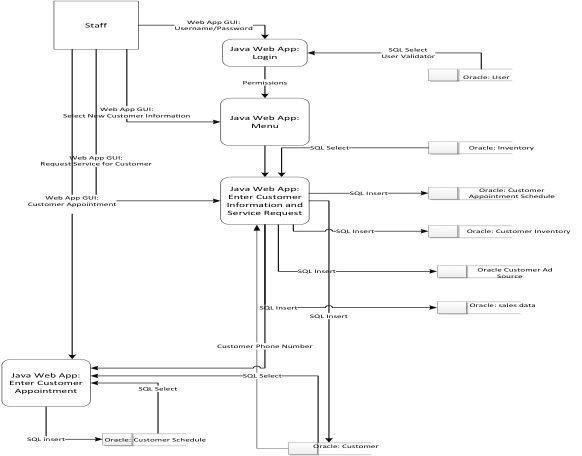 Staff
Web App GUI:
Username/Password
Java Web App:
Login
SQL Select
User Validator
Oracle: User
Permissions
Web App GUI:
Select New Customer Information
Java Web App:
Menu
SQL Select
Oracle: Inventory
Web App GUI:
Request Service for Customer
Web App GUI:
Customer Appointment
Java Web App:
Enter Customer
Information and
Service Request
SQL Insert
Oracle: Customer
Appointment Schedule
SQL Insert
Oracle: Customer Inventory
SQL Insert
Oracle Customer Ad
Source
SQL Insert
Oracle: sales data
SQL Insert
Customer Phone Number
Java Web App:
Enter Customer
Appointment
SQL Select
SQL Select
SQL insert
Oracle: Customer Schedule
Oracle: Customer